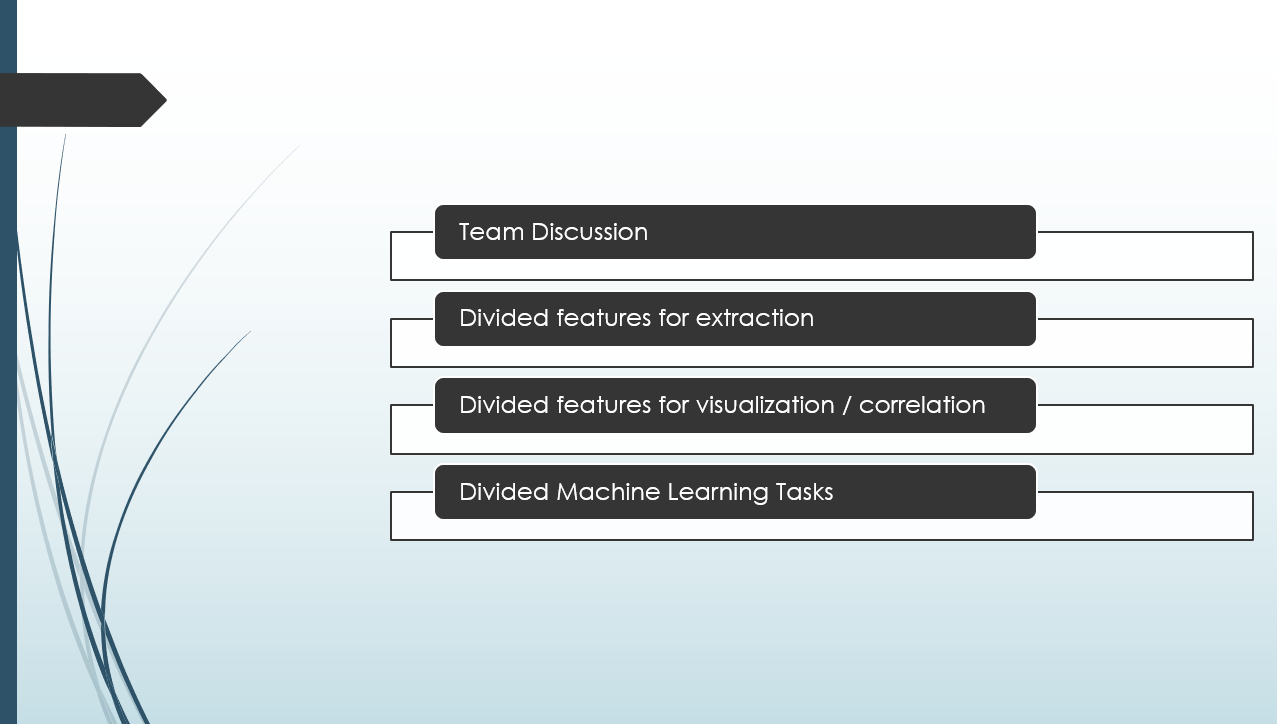 Team Discussion
Divided features for extraction
Divided features for visualization / correlation
Divided Machine Learning Tasks